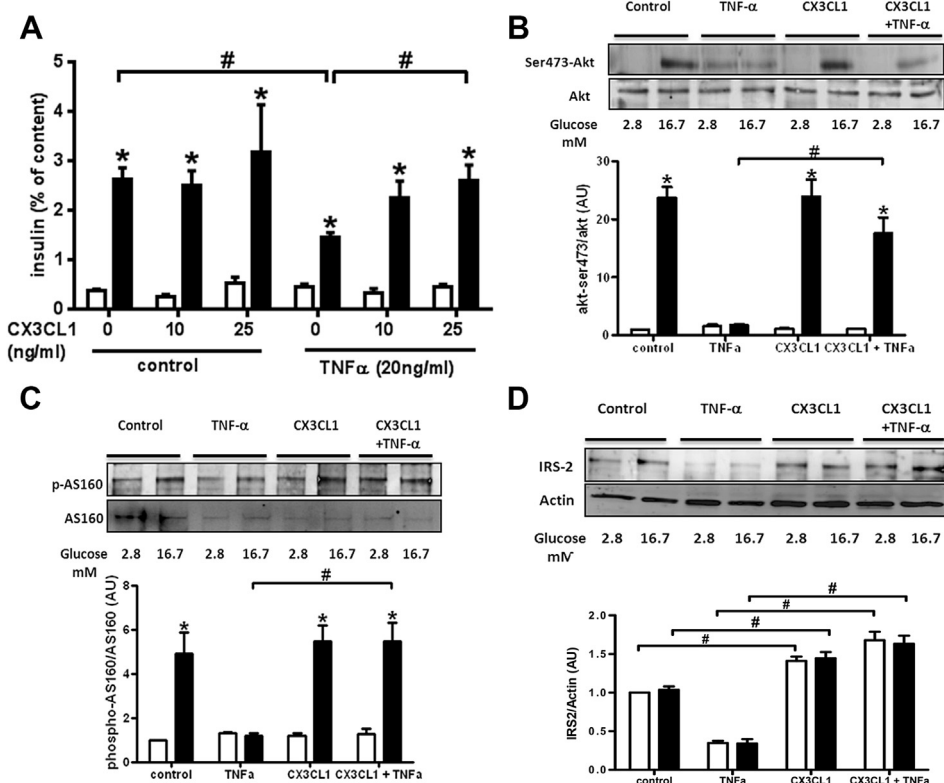 A
#
#
*
*
*
*
*
*
5
4
3
2
1
0
insulin (% of content)
CX3CL1
(ng/ml)
0 10 25 0 10 25
control TNFα (20ng/ml)
B
Control TNF-α CX3CL1 CX3CL1
+TNF-α
Ser473-Akt
Akt
Glucose 2.8 16.7 2.8 16.7 2.8 16.7 2.8 16.7
mM
30
20
10
0
akt-ser473/akt (AU)
#
*
*
*
control TNFa CX3CL1 CX3CL1 + TNFa
C
Control TNF-α CX3CL1 CX3CL1
+TNF-α
p-AS160
AS160
Glucose 2.8 16.7 2.8 16.7 2.8 16.7 2.8 16.7
mM
8
6
4
2
0
phospho-AS160/AS160 (AU)
#
*
*
*
control TNFa CX3CL1 CX3CL1 + TNFa
D
Control TNF-α CX3CL1 CX3CL1
+TNF-α
IRS-2
Actin
Glucose 2.8 16.7 2.8 16.7 2.8 16.7 2.8 16.7
mM
2.0
1.5
1.0
0.5
0.0
IRS2/Actin (AU)
#
#
#
#
control TNFa CX3CL1 CX3CL1 + TNFa